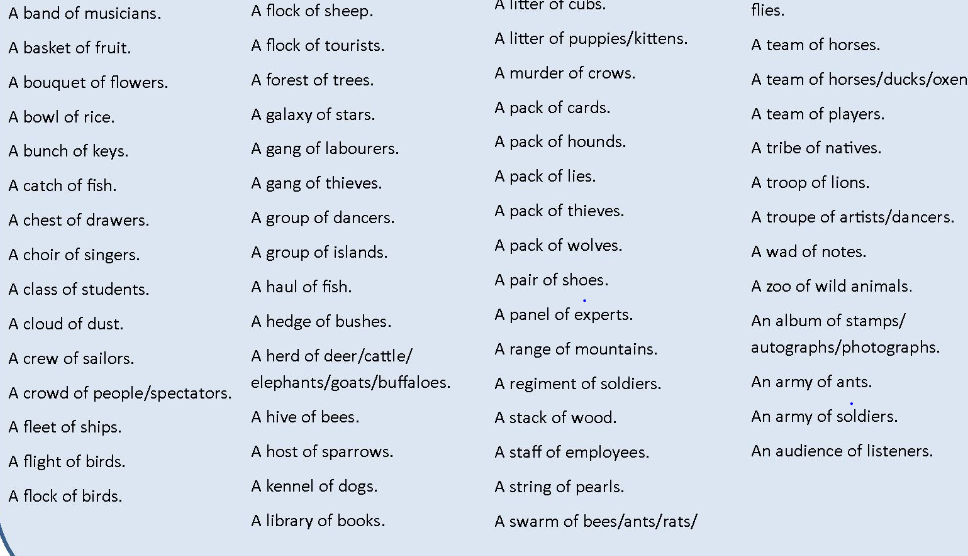 A band of musicians.
A basket of fruit.
A bouquet of flowers.
A bowl of rice.
A bunch of keys.
A catch of fish.
A chest of drawers.
A choir of singers.
A class of students.
A cloud of dust.
A crew of sailors.
A crowd of people/spectators.
A fleet of ships.
A flight of birds.
A flock of birds.
A flock of sheep.
A flock of tourists.
A forest of trees.
A galaxy of stars.
A gang of labourers.
A gang of thieves.
A group of dancers.
A group of islands.
A haul of fish.
A hedge of bushes.
A herd of deer/cattle/
elephants/goats/buffaloes.
A hive of bees.
A host of sparrows.
A kennel of dogs.
A library of books.
A litter of cubs.
A litter of puppies/kittens.
A murder of crows.
A pack of cards.
A pack of hounds.
A pack of lies.
A pack of thieves.
A pack of wolves.
A pair of shoes.
A panel of experts.
A range of mountains.
A regiment of soldiers.
A stack of wood.
A staff of employees.
A string of pearls.
A swarm of bees/ants/rats/
flies.
A team of horses.
A team of horses/ducks/oxen
A team of players.
A tribe of natives.
A troop of lions.
A troupe of artists/dancers.
A wad of notes.
A zoo of wild animals.
An album of stamps/
autographs/photographs.
An army of ants.
An army of soldiers.
An audience of listeners.